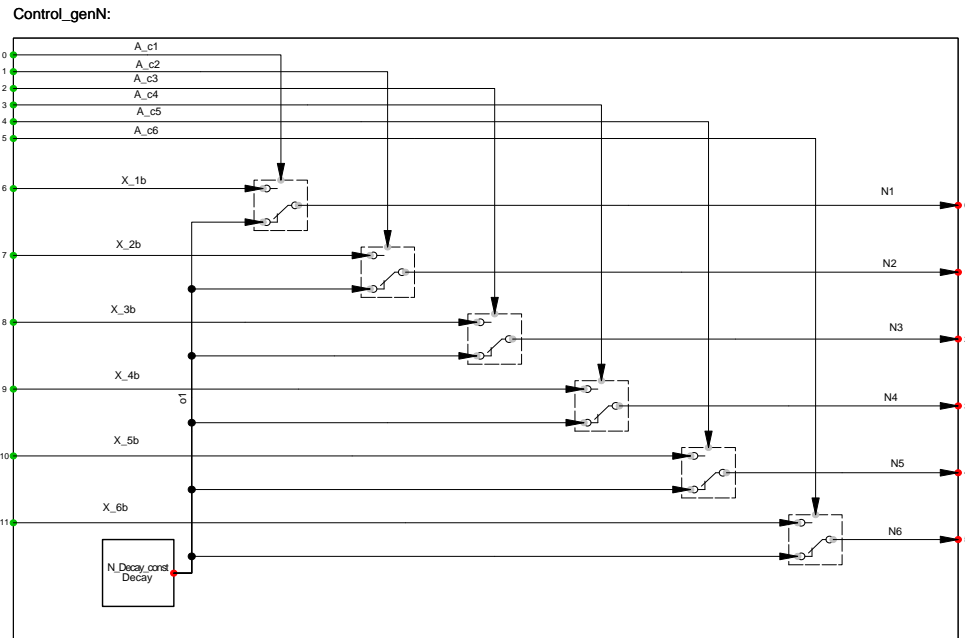 Control_genN:
A_c1
0
A_c2
1
A_c3
2
A_c4
3
A_c5
4
A_c6
5
X_1b
6
N1
X_2b
7
N2
X_3b
8
N3
X_4b
9
o1
N4
X_5b
10
N5
X_6b
11
N6
N_Decay_const
Decay